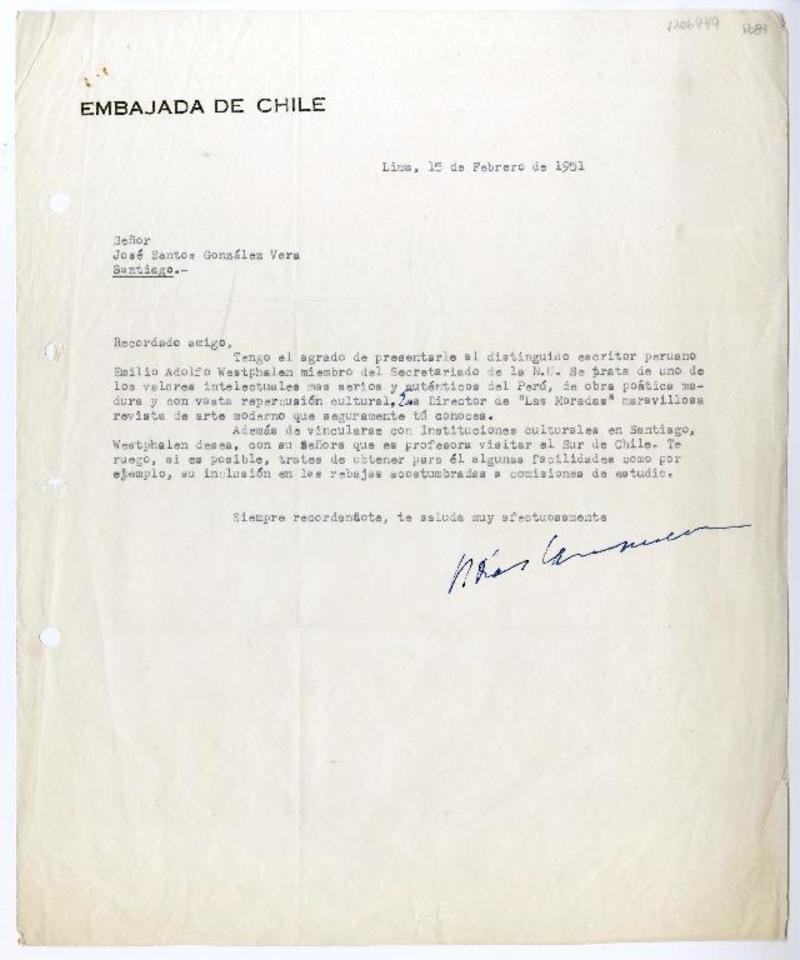 1206449
EMBAJADA DE CHILE
Lima, 15 de Febrero de 1951
Señor
José Santos González Vera
Santiago.-
Recordado amigo,
Tengo el agrado de presentarle al distinguido escritor peruano
Emilio Adolfo Westphalen miembro del Secretariado de la N.U. Se trata de uno de
los valores intelectuales mas serios y auténticos del Perú, de obra poética ma-
dura y con vasta repercusión cultural. Es Director de "Las Moradas" maravillosa
revista de arte moderno que seguramente tú conoces.
Además de vincularse con Instituciones culturales en Santiago,
Westphalen desea, con su Señora que es profesora visitar el Sur de Chile. Te
ruego, si es posible, trates de obtener para él algunas facilidades como por
ejemplo, su inclusión en las rebajas acostumbradas a comisiones de estudio.
Siempre recordándote, te saluda muy afectuosamente